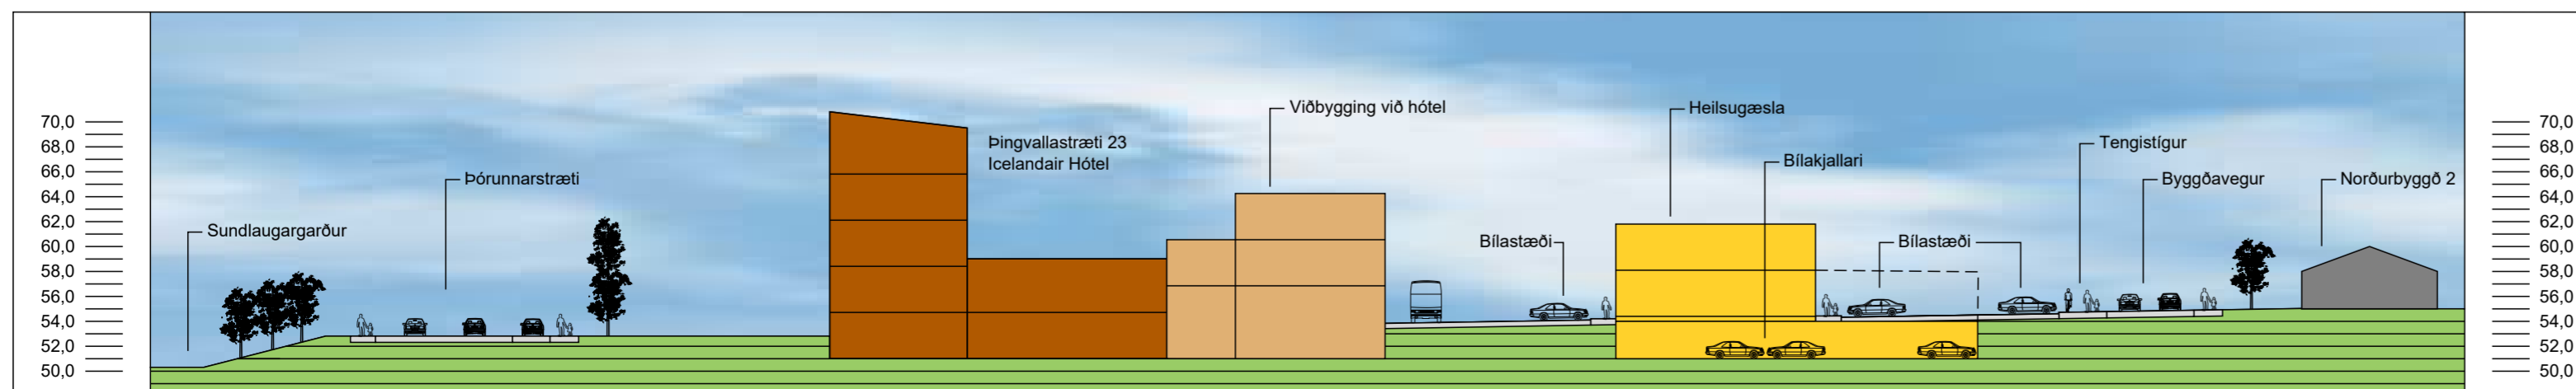 70,0
68,0
66,0
64,0
62,0
60,0
58,0
56,0
54,0
52,0
50,0
Sundlaugargarður
Þórunnarstræti
Þingvallastræti 23
Icelandair Hótel
Viðbygging við hótel
Bílastæði
Heilsugæsla
Bílakjallari
Bílastæði
Tengistígur
Byggðavegur
Norðurbyggð 2
70,0
68,0
66,0
64,0
62,0
60,0
58,0
56,0
54,0
52,0
50,0